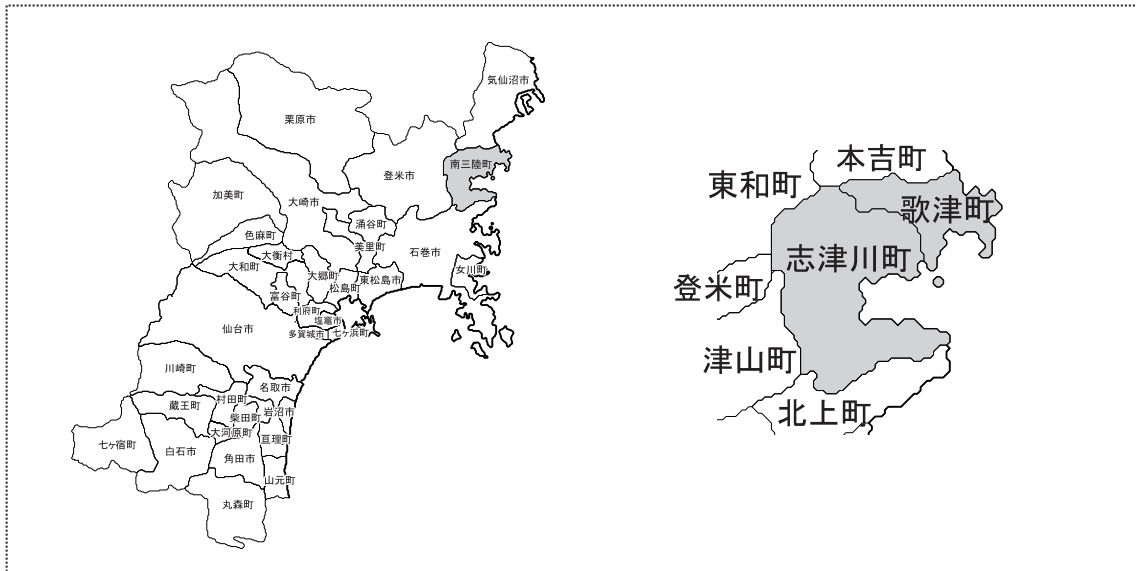 気仙沼市
栗原市
南三陸町
登米市
加美町
大崎市
涌谷町
色麻町
美里町
大衡村
石巻市
大和町
大郷町
女川町
東松島市
松島町
富谷町
利府町
塩竈市
仙台市
多賀城市
七ヶ浜町
川崎町
名取市
村田町
蔵王町
岩沼市
柴田町
大河原町
亘理町
七ヶ宿町
白石市
角田市
山元町
丸森町
本吉町
東和町
歌津町
志津川町
登米町
津山町
北上町